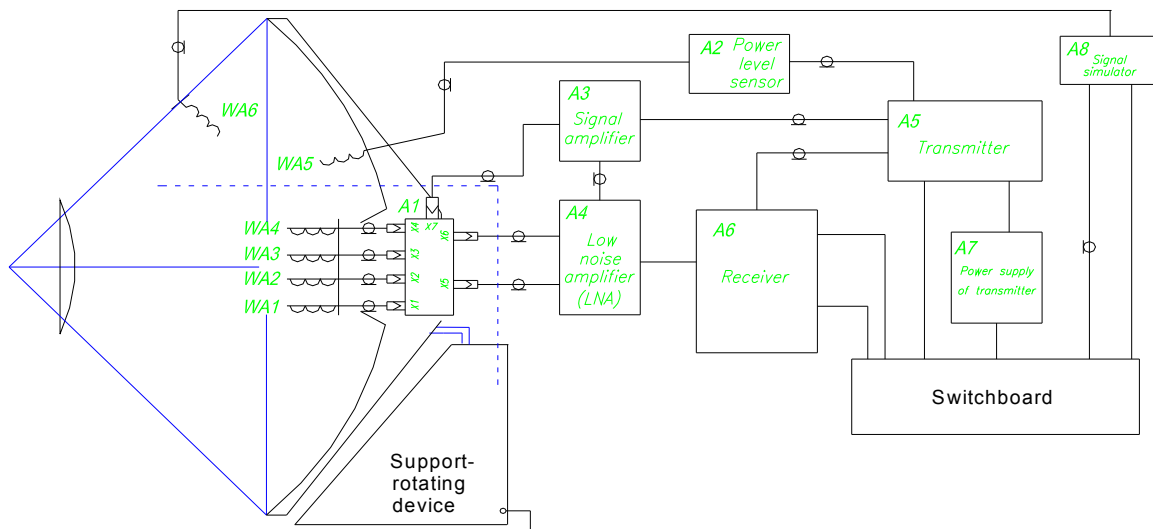 WA6
WA5
WA4
WA3
WA2
WA1
A1
X4
X3
X2
X1
X7
X6
X5
A2 Power
level
sensor
A3
Signal
amplifier
A4
Low
noise
amplifier
(LNA)
A5
Transmitter
A6
Receiver
A7
Power supply
of transmitter
A8
Signal
simulator
Switchboard
Support-
rotating
device